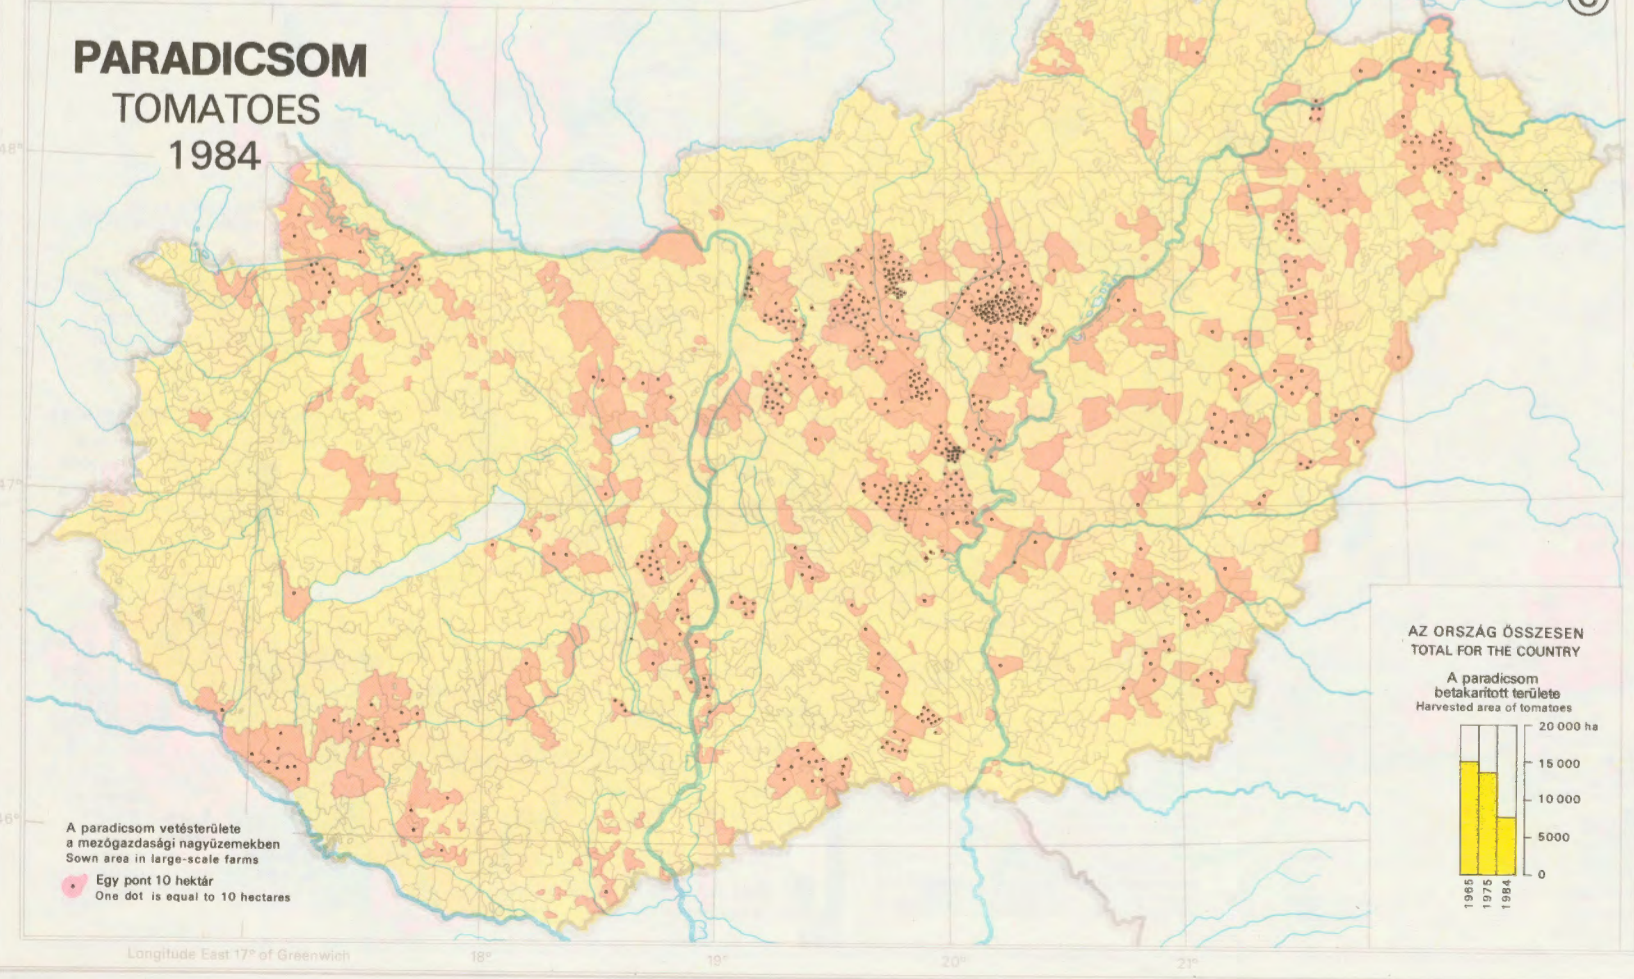 PARADICSOM
TOMATOES
1984
48°
47°
46°
A paradicsom vetésterülete
a mezőgazdasági nagyüzemekben
Sown area in large-scale farms
Egy pont 10 hektár
One dot is equal to 10 hectares
AZ ORSZÁG ÖSSZESEN
TOTAL FOR THE COUNTRY
A paradicsom
betakarított területe
Harvested area of tomatoes
20 000 ha
15 000
10 000
5000
0
1965
1975
1984
Longitude East 17° of Greenwich
18°
19°
20°
21°